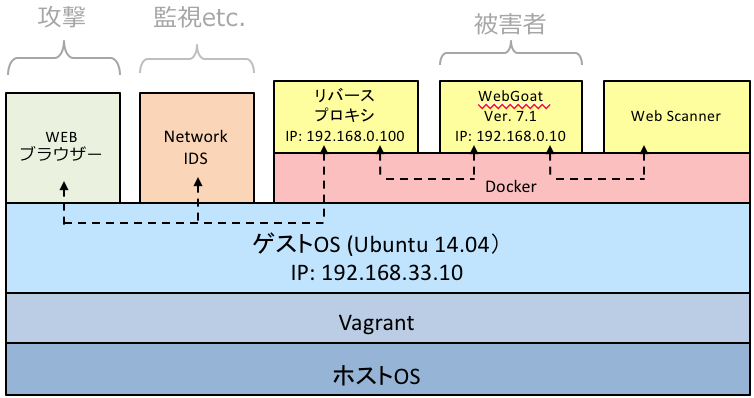 攻撃
監視etc.
被害者
WEB
ブラウザー
Network
IDS
リバース
プロキシ
IP: 192.168.0.100
WebGoat
Ver. 7.1
IP: 192.168.0.10
Web Scanner
Docker
ゲストOS (Ubuntu 14.04）
IP: 192.168.33.10
Vagrant
ホストOS